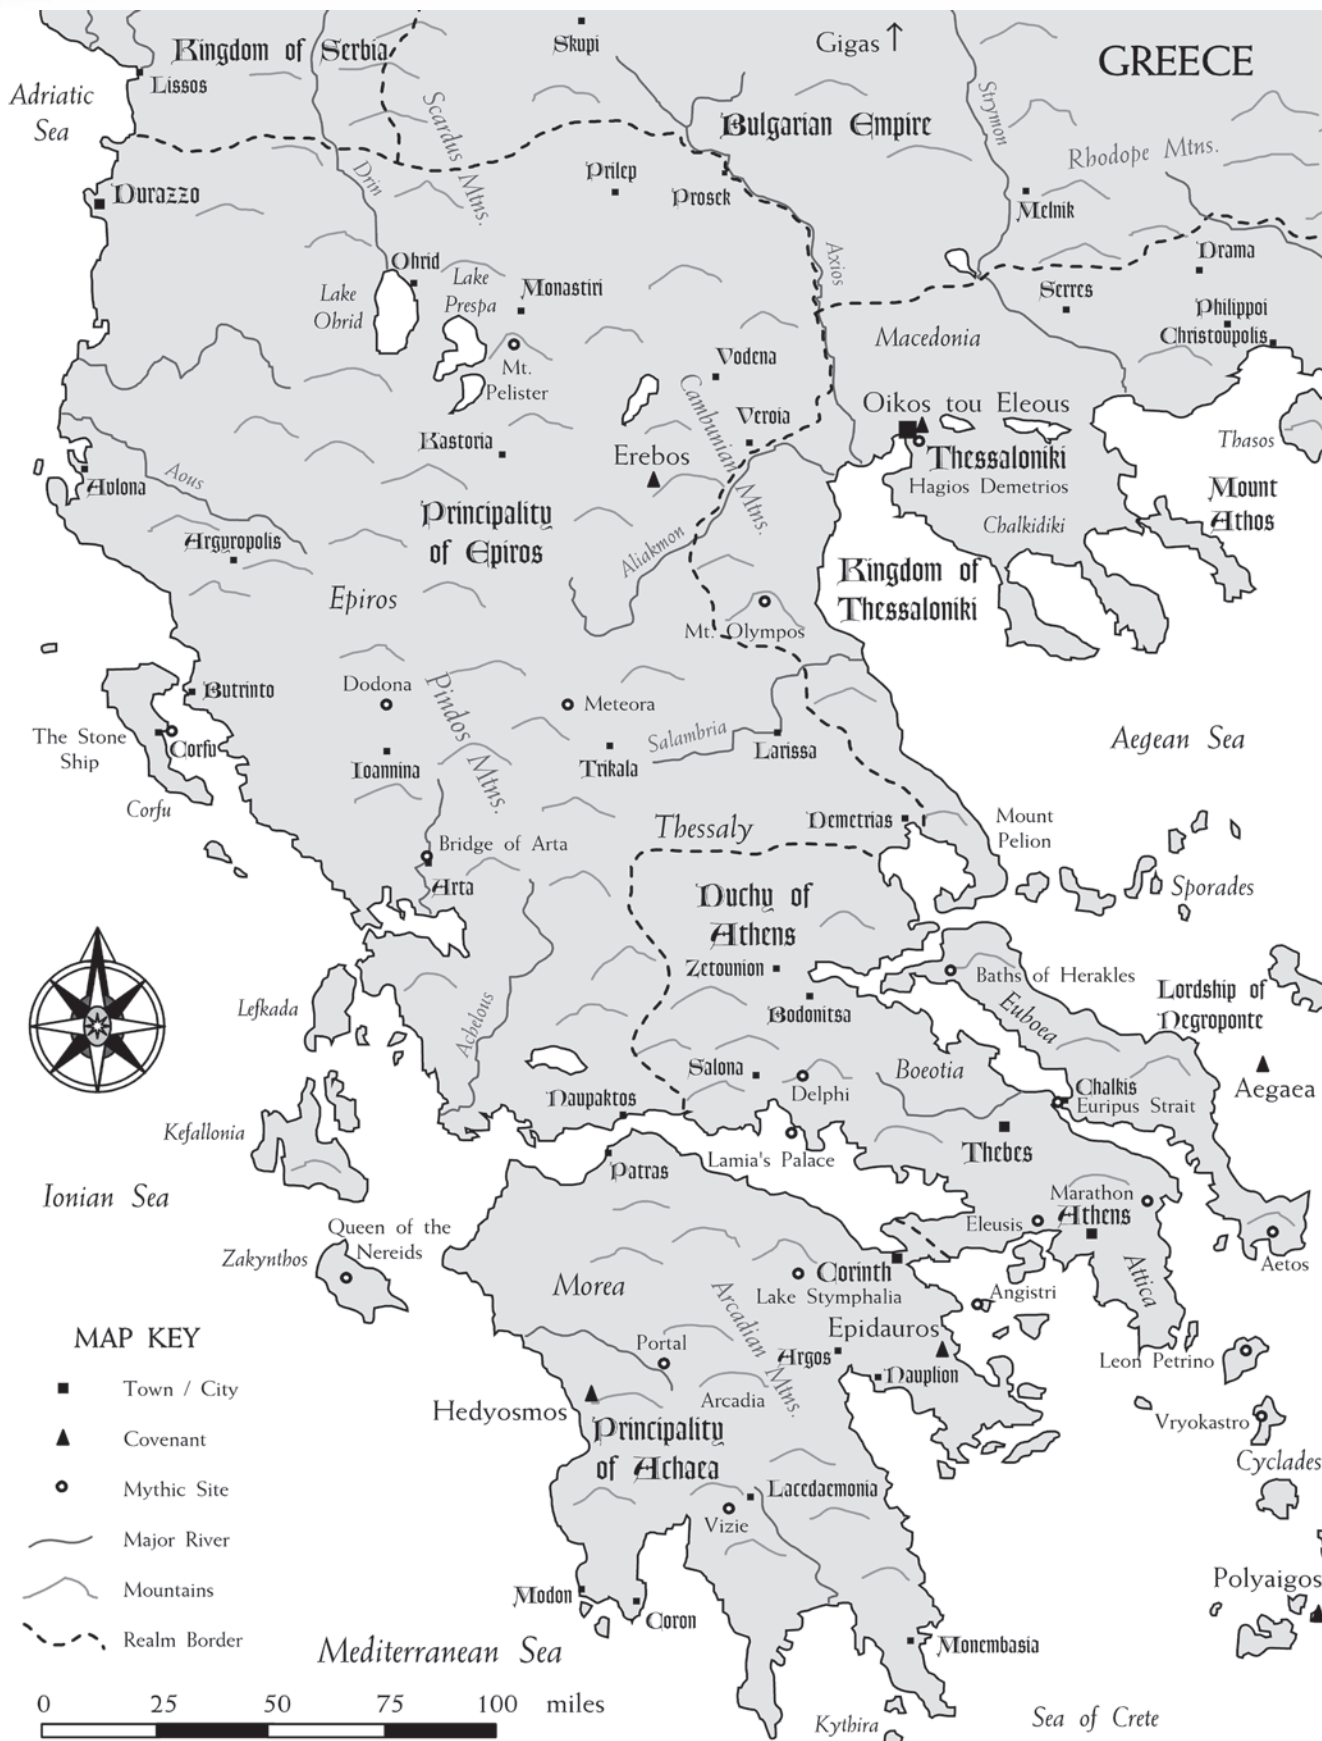 Kingdom of Serbia
Skupi
Gigas
GREECE
Lissos
Adriatic
Sea
Scardus Mtns.
Strymon
Bulgarian Empire
Rhodope Mtns.
Drin
Durazzo
Prilep
Prosek
Melnik
Axios
Drama
Ohrid
Lake
Ohrid
Lake
Prespa
Monastiri
Serres
Philippoi
Christoupolis
Macedonia
Mt.
Pelister
Vodena
Cambunian Mtns.
Veroia
Oikos tou Eleous
Thasos
Kastoria
Erebos
Thessaloniki
Hagios Demetrios
Mount
Athos
Avlona
Aous
Principality
of Epiros
Chalkidiki
Argyropolis
Aliakmon
Kingdom of
Thessaloniki
Epiros
Mt. Olympos
Butrinto
Dodona
Pindos Mtns.
Meteora
The Stone
Ship
Corfu
Salambria
Larissa
Aegean Sea
Ioannina
Trikala
Corfu
Thessaly
Demetrias
Mount
Pelion
Bridge of Arta
Arta
Sporades
Duchy of
Athens
Zetounion
Baths of Herakles
Lefkada
Achelous
Bodonitsa
Euboea
Lordship of
Negroponte
Salona
Delphi
Boeotia
Aegaea
Naupaktos
Chalkis
Euripus Strait
Kefallonia
Patras
Lamia's Palace
Thebes
Ionian Sea
Marathon
Athens
Eleusis
Queen of the
Nereids
Zakynthos
Aetos
Morea
Corinth
Lake Stymphalia
Attica
Angistri
Arcadian Mtns.
Epidauros
Portal
Argos
Leon Petrino
Nauplion
Arcadia
Hedyosmos
Principality
of Achaea
Vryokastro
Cyclades
Lacedaemonia
Vizie
Polyaigos
Modon
Coron
Monembasia
Mediterranean Sea
Kythira
Sea of Crete
MAP KEY
Town / City
Covenant
Mythic Site
Major River
Mountains
Realm Border
0 25 50 75 100 miles